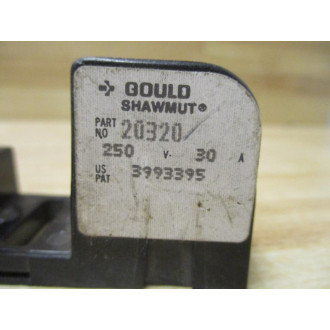 GOULD
SHAWMUT®
PART NO 20320
250 V- 30 A
US PAT 3993395